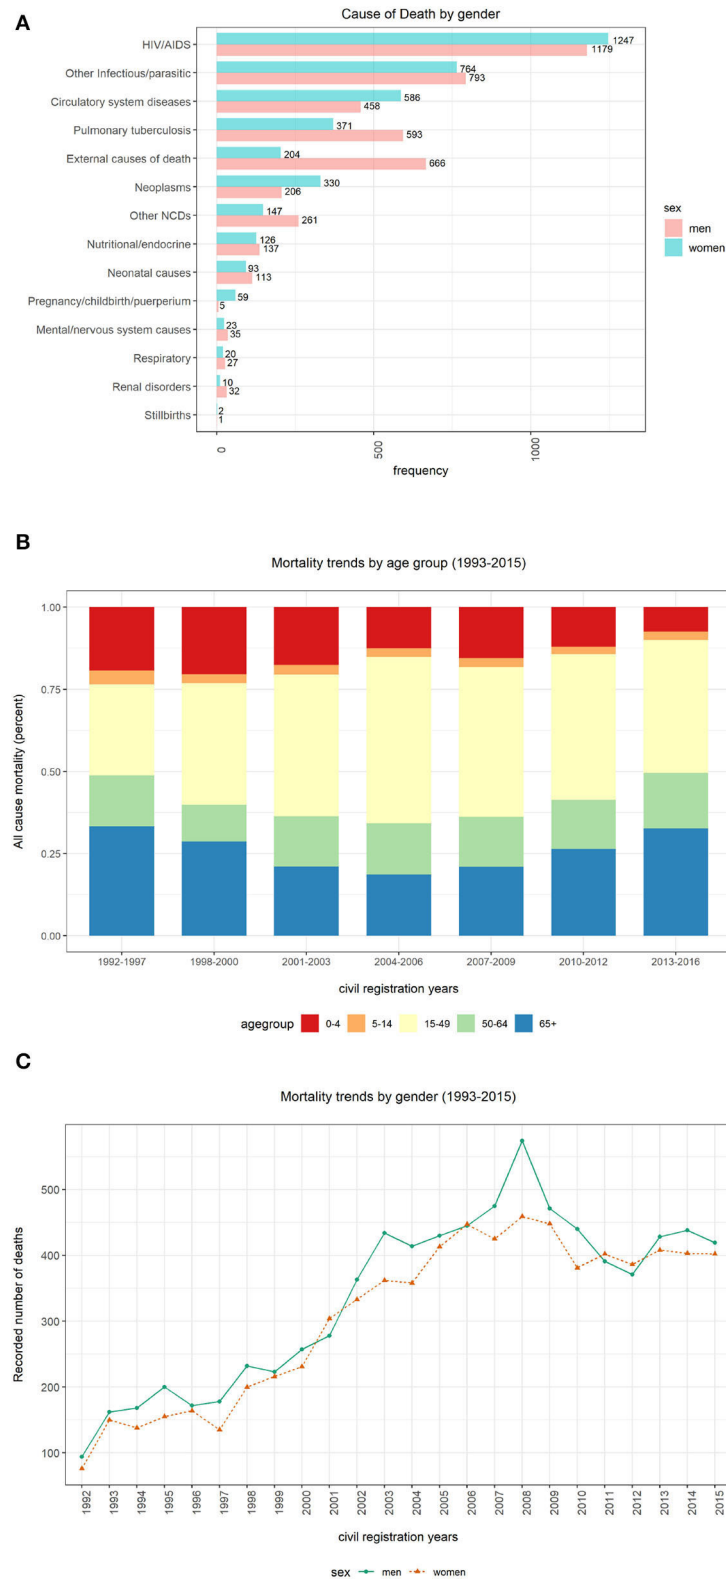 A
Cause of Death by gender
HIV/AIDS
1247
1179
Other Infectious/parasitic
764
793
Circulatory system diseases
586
458
Pulmonary tuberculosis
371
593
External causes of death
204
666
Neoplasms
330
206
Other NCDs
147
261
Nutritional/endocrine
126
137
Neonatal causes
93
113
Pregnancy/childbirth/puerperium
59
5
Mental/nervous system causes
23
35
Respiratory
20
27
Renal disorders
10
32
Stillbirths
2
1
0
500
1000
frequency
sex
men
women
B
Mortality trends by age group (1993-2015)
All cause mortality (percent)
1.00
0.75
0.50
0.25
0.00
1992-1997 1998-2000 2001-2003 2004-2006 2007-2009 2010-2012 2013-2016
civil registration years
agegroup 0-4 5-14 15-49 50-64 65+
C
Mortality trends by gender (1993-2015)
Recorded number of deaths
500
400
300
200
100
1992 1993 1994 1995 1996 1997 1998 1999 2000 2001 2002 2003 2004 2005 2006 2007 2008 2009 2010 2011 2012 2013 2014 2015
civil registration years
sex men women